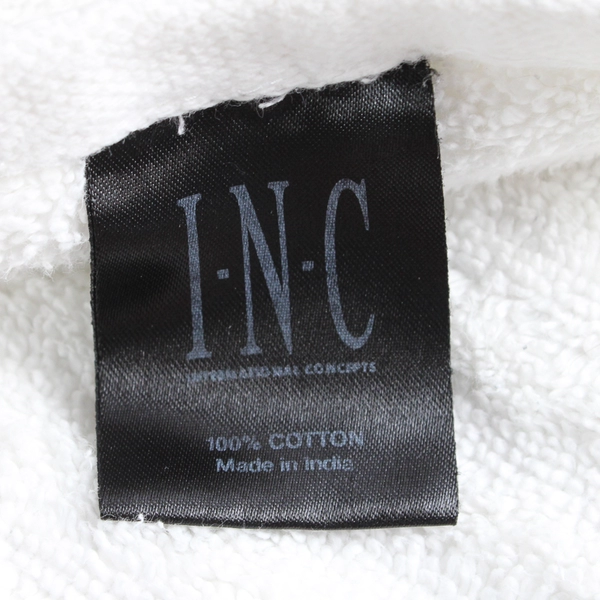 I·N·C
INTERNATIONAL CONCEPTS
100% COTTON
Made in India